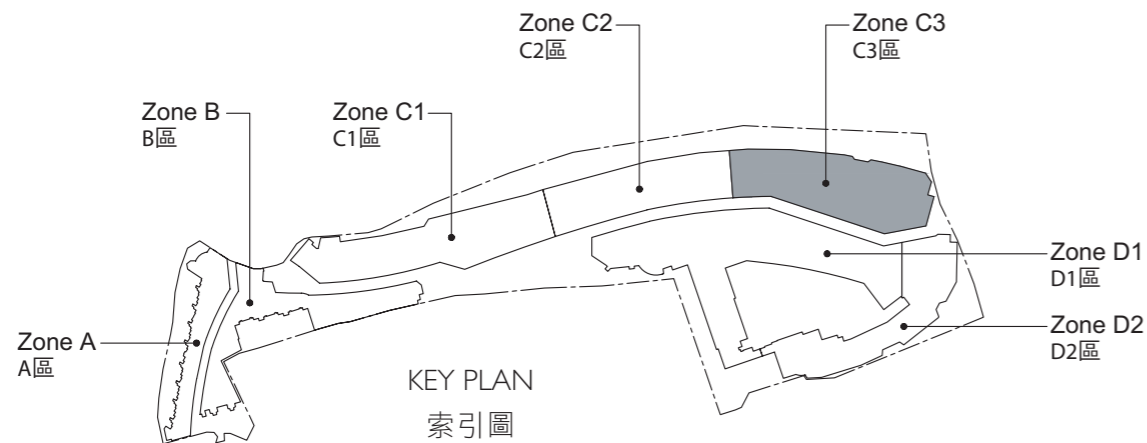 Zone C2
C2區
Zone C3
C3區
Zone B
B區
Zone C1
C1區
Zone D1
D1區
Zone D2
D2區
Zone A
A區
KEY PLAN
索引圖